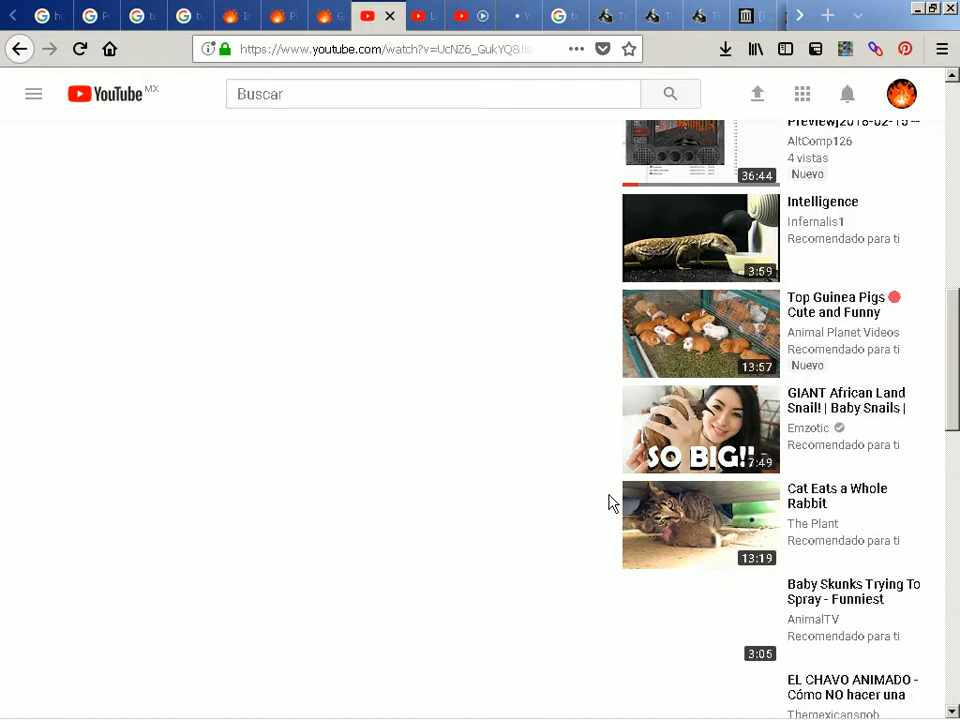 https://www.youtube.com/watch?v=UcNZ6_GukYQ&lis
YouTube MX
Buscar
Preview]2018-02-15 --
AltComp126
4 vistas
Nuevo
36:44
Intelligence
Infernalis1
Recomendado para ti
3:59
Top Guinea Pigs
Cute and Funny
Animal Planet Videos
Recomendado para ti
Nuevo
13:57
GIANT African Land
Snail! | Baby Snails |
Emzotic
Recomendado para ti
SO BIG!!
7:49
Cat Eats a Whole
Rabbit
The Plant
Recomendado para ti
13:19
Baby Skunks Trying To
Spray - Funniest
AnimalTV
Recomendado para ti
3:05
EL CHAVO ANIMADO -
Cómo NO hacer una
Themexicansnob